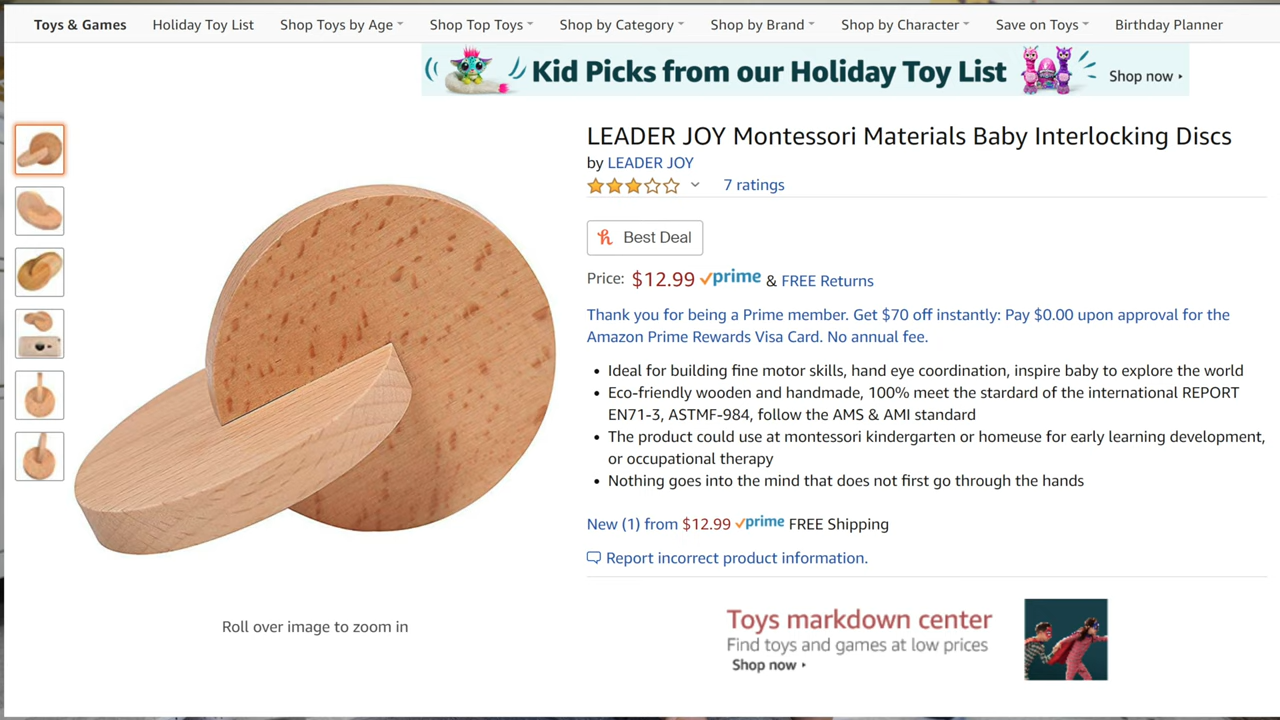 Toys & Games Holiday Toy List Shop Toys by Age Shop Top Toys Shop by Category Shop by Brand Shop by Character Save on Toys Birthday Planner
Kid Picks from our Holiday Toy List Shop now
LEADER JOY Montessori Materials Baby Interlocking Discs
by LEADER JOY
7 ratings
Best Deal
Price: $12.99 prime & FREE Returns
Thank you for being a Prime member. Get $70 off instantly: Pay $0.00 upon approval for the
Amazon Prime Rewards Visa Card. No annual fee.
• Ideal for building fine motor skills, hand eye coordination, inspire baby to explore the world
• Eco-friendly wooden and handmade, 100% meet the stardard of the international REPORT
EN71-3, ASTMF-984, follow the AMS & AMI standard
• The product could use at montessori kindergarten or homeuse for early learning development,
or occupational therapy
• Nothing goes into the mind that does not first go through the hands
New (1) from $12.99 prime FREE Shipping
Report incorrect product information.
Roll over image to zoom in
Toys markdown center
Find toys and games at low prices
Shop now